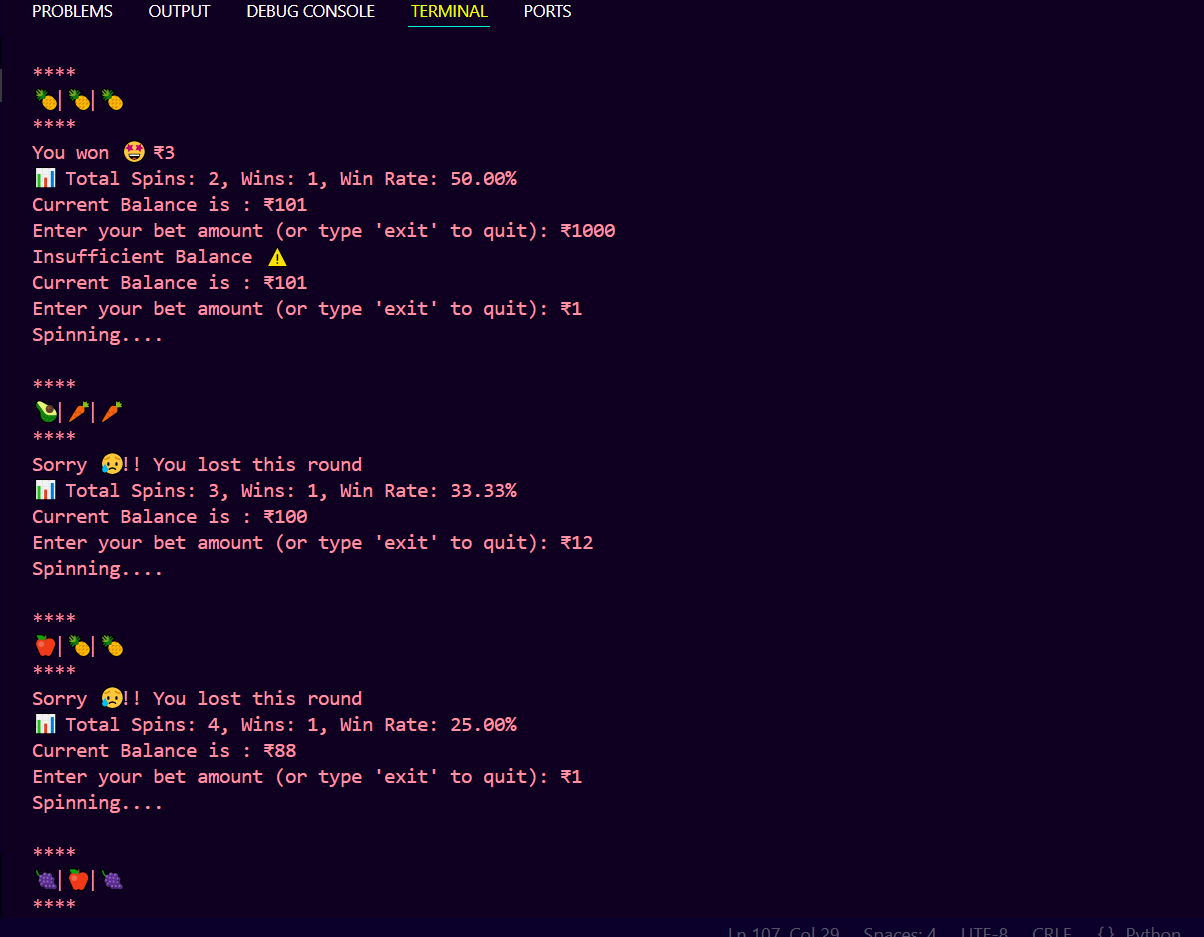 PROBLEMS OUTPUT DEBUG CONSOLE TERMINAL PORTS
****
🍍| 🍍| 🍍
****
You won 🤩 ₹3
📊 Total Spins: 2, Wins: 1, Win Rate: 50.00%
Current Balance is : ₹101
Enter your bet amount (or type 'exit' to quit): ₹1000
Insufficient Balance ⚠️
Current Balance is : ₹101
Enter your bet amount (or type 'exit' to quit): ₹1
Spinning....
****
🥑| 🥕| 🥕
****
Sorry 😥!! You lost this round
📊 Total Spins: 3, Wins: 1, Win Rate: 33.33%
Current Balance is : ₹100
Enter your bet amount (or type 'exit' to quit): ₹12
Spinning....
****
🍎| 🍍| 🍍
****
Sorry 😥!! You lost this round
📊 Total Spins: 4, Wins: 1, Win Rate: 25.00%
Current Balance is : ₹88
Enter your bet amount (or type 'exit' to quit): ₹1
Spinning....
****
🍇| 🍎| 🍇
****
Ln 107, Col 29 Spaces: 4 UTF-8 CRLF {} Python